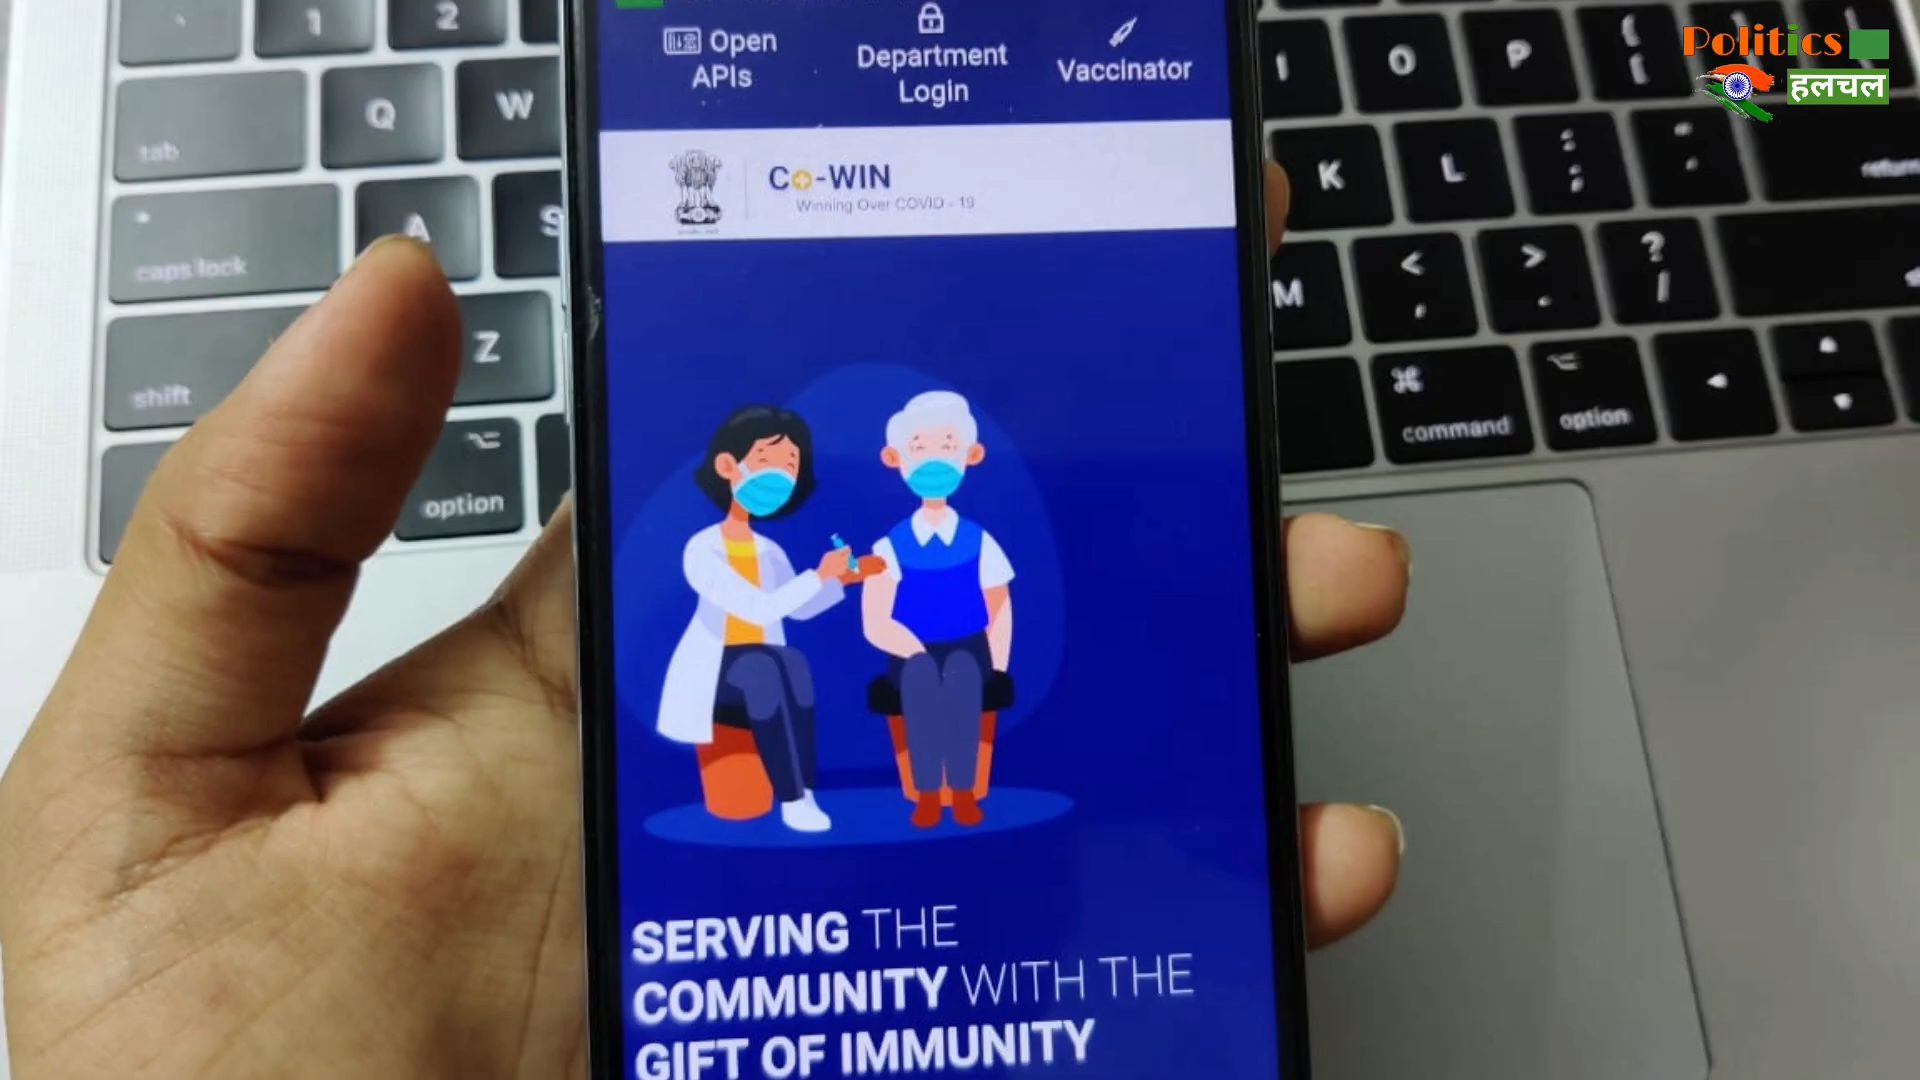 Open
APIs
Department
Login
Vaccinator
Co-WIN
Winning Over COVID - 19
SERVING THE
COMMUNITY WITH THE
GIFT OF IMMUNITY
Politics
हलचल
1
2
tab
Q
W
caps lock
A
S
shift
Z
option
I
O
P
{
[
K
L
:
;
"
'
return
M
<
,
>
.
?
/
⌘
command
option